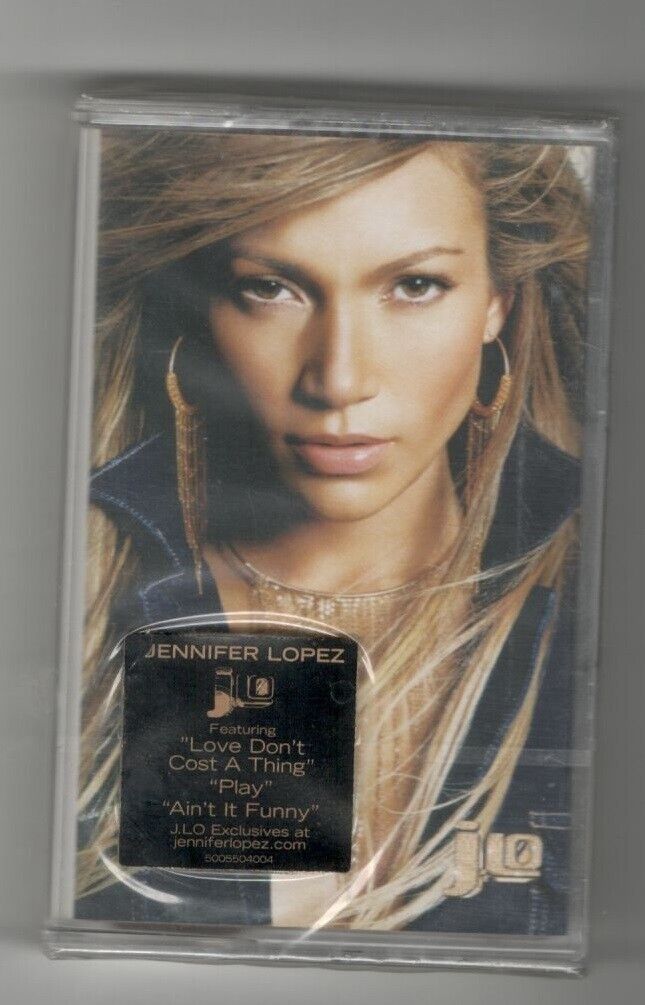 JENNIFER LOPEZ
J.LO
Featuring
"Love Don't
Cost A Thing"
"Play"
"Ain't It Funny"
J.LO Exclusives at
jenniferlopez.com
5005504004
J.LO